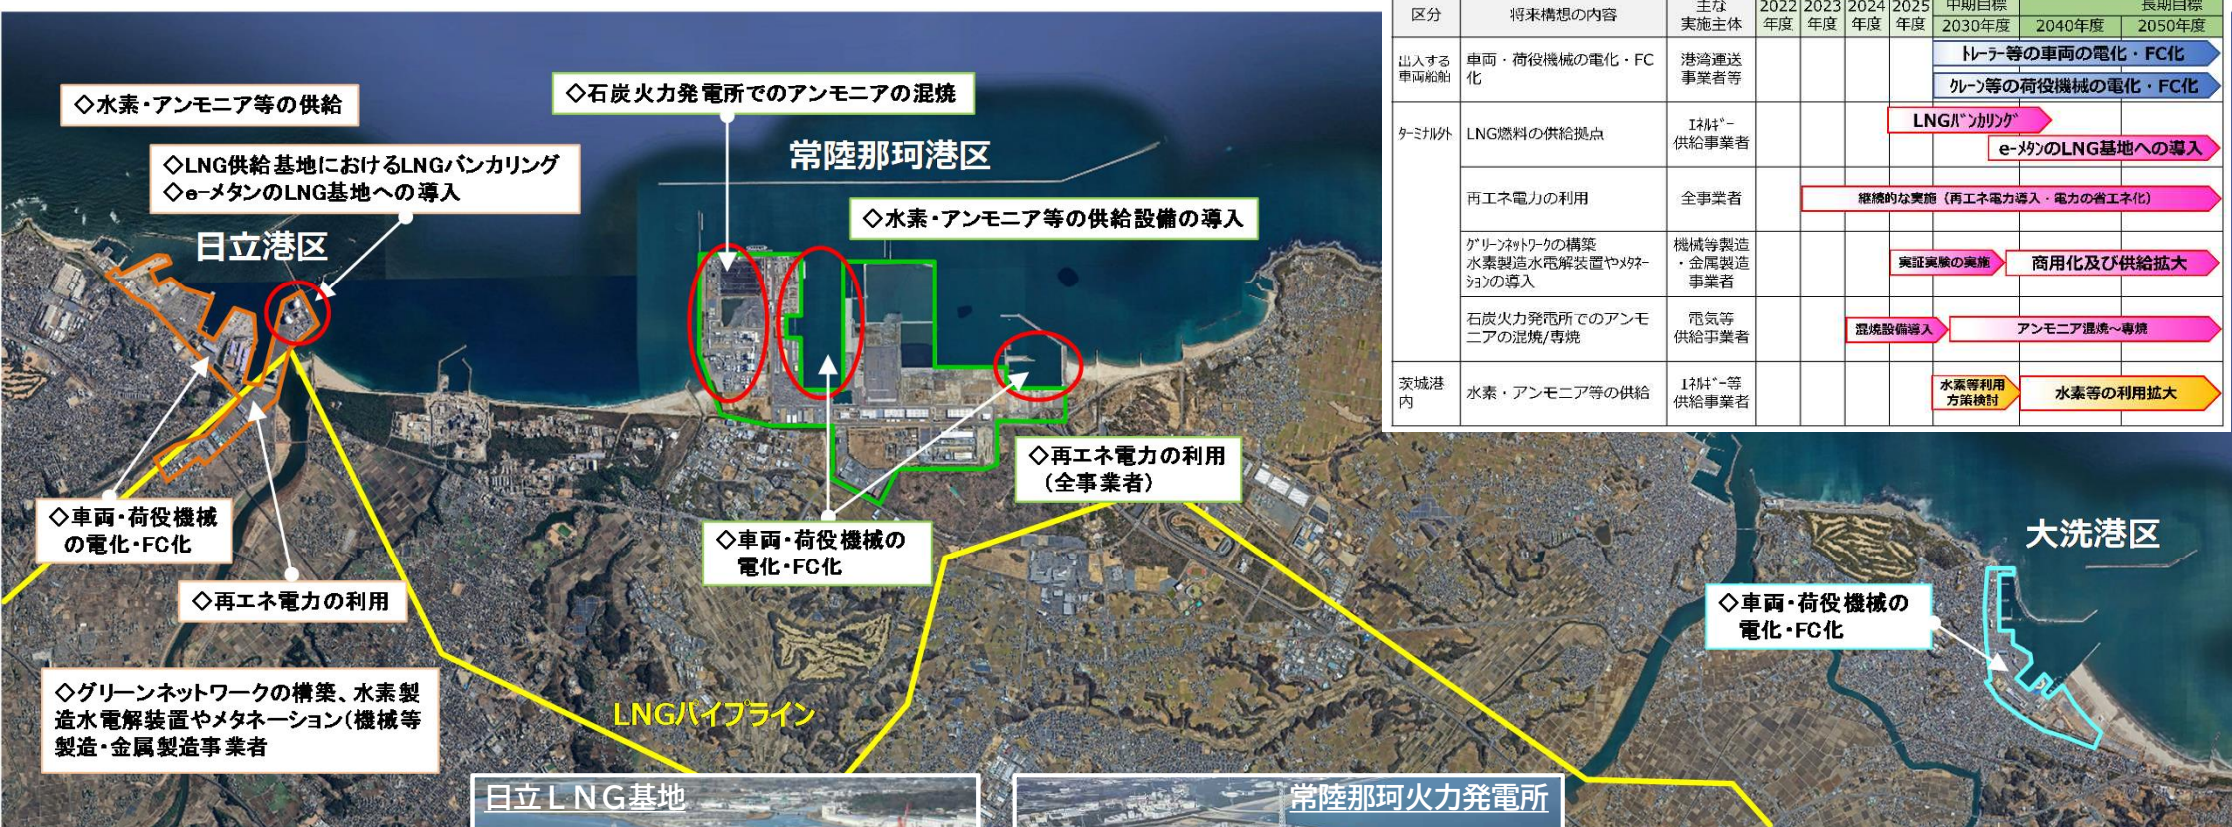 ◇水素・アンモニア等の供給
◇LNG供給基地におけるLNGバンカリング
◇e-メタンのLNG基地への導入
日立港区
◇石炭火力発電所でのアンモニアの混焼
常陸那珂港区
◇水素・アンモニア等の供給設備の導入
◇車両・荷役機械
の電化・FC化
◇再エネ電力の利用
◇グリーンネットワークの構築、水素製
造水電解装置やメタネーション(機械等
製造・金属製造事業者
◇車両・荷役機械の
電化・FC化
◇再エネ電力の利用
(全事業者)
LNGパイプライン
大洗港区
◇車両・荷役機械の
電化・FC化
日立LNG基地
常陸那珂火力発電所
区分
将来構想の内容
主な
実施主体
2022
年度
2023
年度
2024
年度
2025
年度
中期目標
2030年度
2040年度
長期目標
2050年度
出入する
車両船舶
車両・荷役機械の電化・FC
化
港湾運送
事業者等
トレーラー等の車両の電化・FC化
クレーン等の荷役機械の電化・FC化
ターミナル外
LNG燃料の供給拠点
エネルギー
供給事業者
LNGバンカリング
e-メタンのLNG基地への導入
再エネ電力の利用
全事業者
継続的な実施(再エネ電力導入・電力の省エネ化)
グリーンネットワークの構築
水素製造水電解装置やメタネー
ションの導入
機械等製造
・金属製造
事業者
実証実験の実施
商用化及び供給拡大
石炭火力発電所でのアンモ
ニアの混焼/専焼
電気等
供給事業者
混焼設備導入
アンモニア混焼～専焼
茨城港
内
水素・アンモニア等の供給
エネルギー等
供給事業者
水素等利用
方策検討
水素等の利用拡大